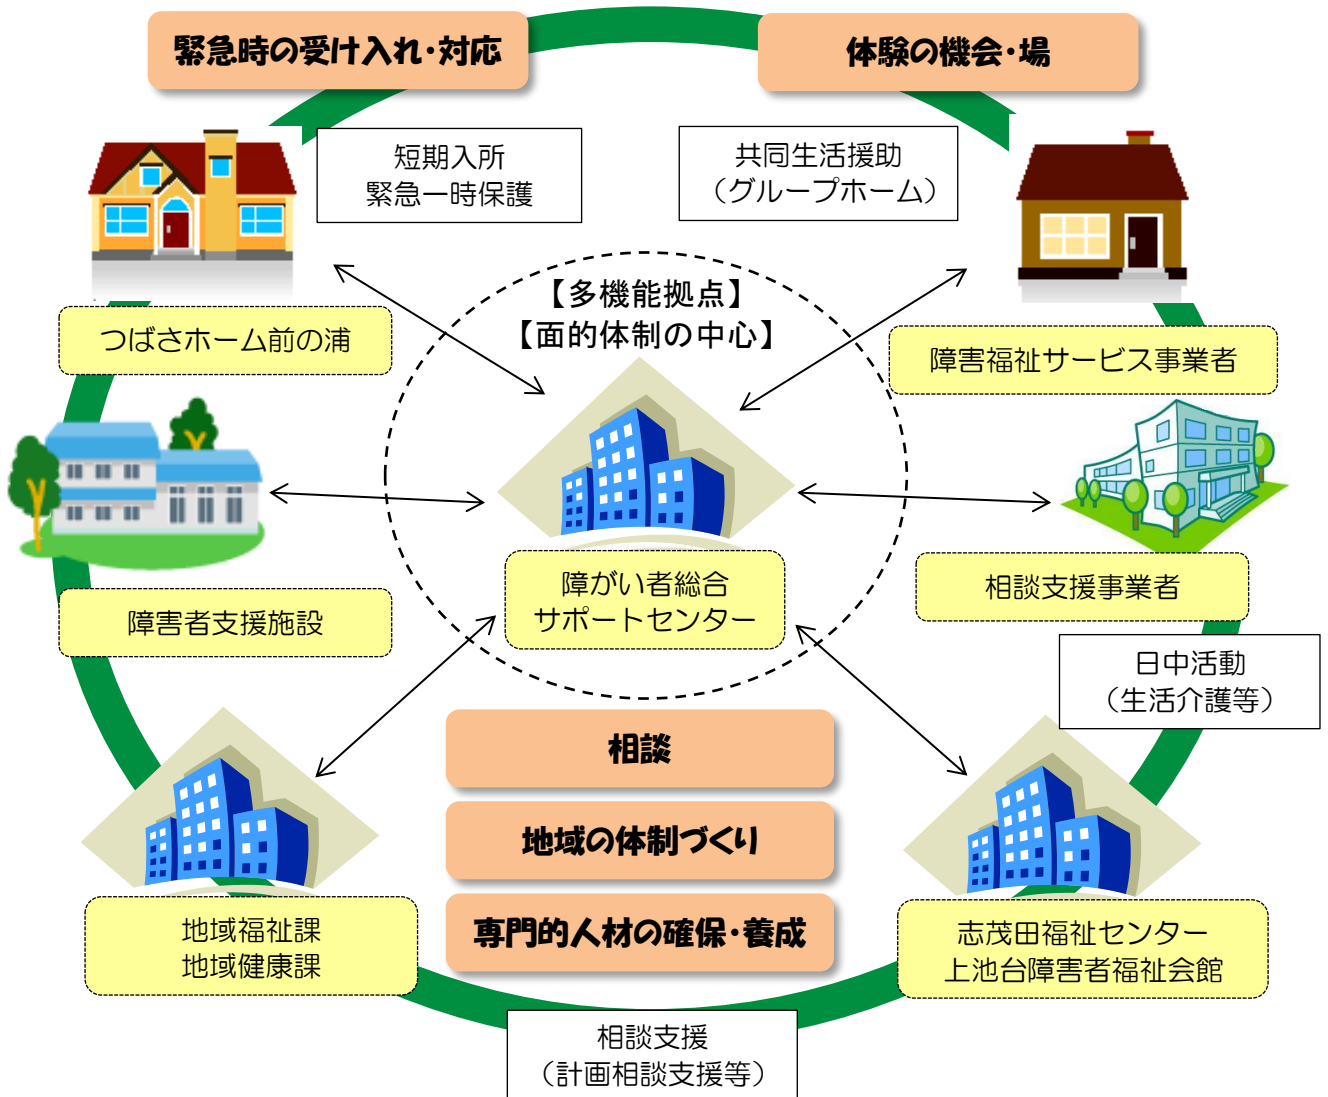 緊急時の受け入れ・対応
体験の機会・場
短期入所
緊急一時保護
共同生活援助
（グループホーム）
【多機能拠点】
【面的体制の中心】
つばさホーム前の浦
障害福祉サービス事業者
障がい者総合
サポートセンター
障害者支援施設
相談支援事業者
日中活動
（生活介護等）
相談
地域の体制づくり
専門的人材の確保・養成
地域福祉課
地域健康課
志茂田福祉センター
上池台障害者福祉会館
相談支援
（計画相談支援等）